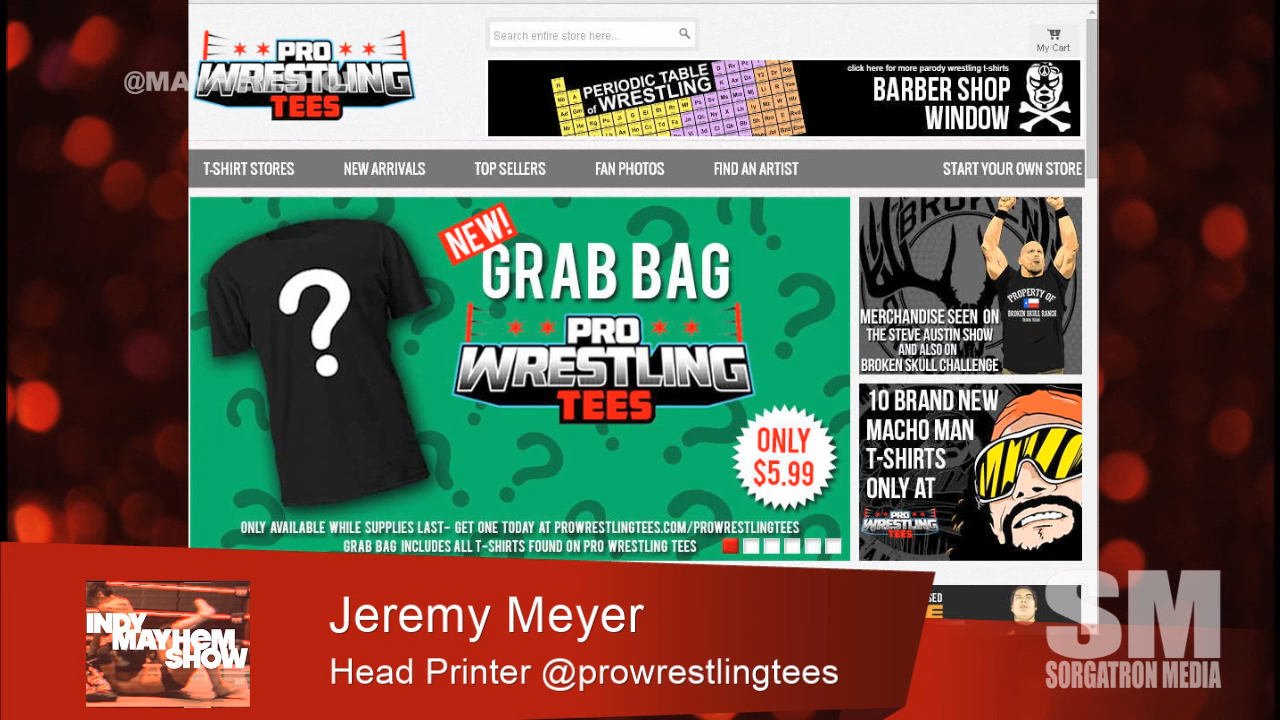 PRO
WRESTLING
TEES
@MA
Search entire store here...
My Cart
PERIODIC TABLE
of WRESTLING
click here for more parody wrestling t-shirts
BARBER SHOP
WINDOW
T-SHIRT STORES
NEW ARRIVALS
TOP SELLERS
FAN PHOTOS
FIND AN ARTIST
START YOUR OWN STORE
NEW!
GRAB BAG
PRO
WRESTLING
TEES
ONLY
$5.99
ONLY AVAILABLE WHILE SUPPLIES LAST- GET ONE TODAY AT PROWRESTLINGTEES.COM/PROWRESTLINGTEES
GRAB BAG INCLUDES ALL T-SHIRTS FOUND ON PRO WRESTLING TEES
BROKEN
PROPERTY OF
BROKEN SKULL RANCH
MERCHANDISE SEEN ON
THE STEVE AUSTIN SHOW
AND ALSO ON
BROKEN SKULL CHALLENGE
10 BRAND NEW
MACHO MAN
T-SHIRTS
ONLY AT
PRO
WRESTLING
TEES
INDY
MAYHEM
SHOW
Jeremy Meyer
Head Printer @prowrestlingtees
SM
SORGATRON MEDIA